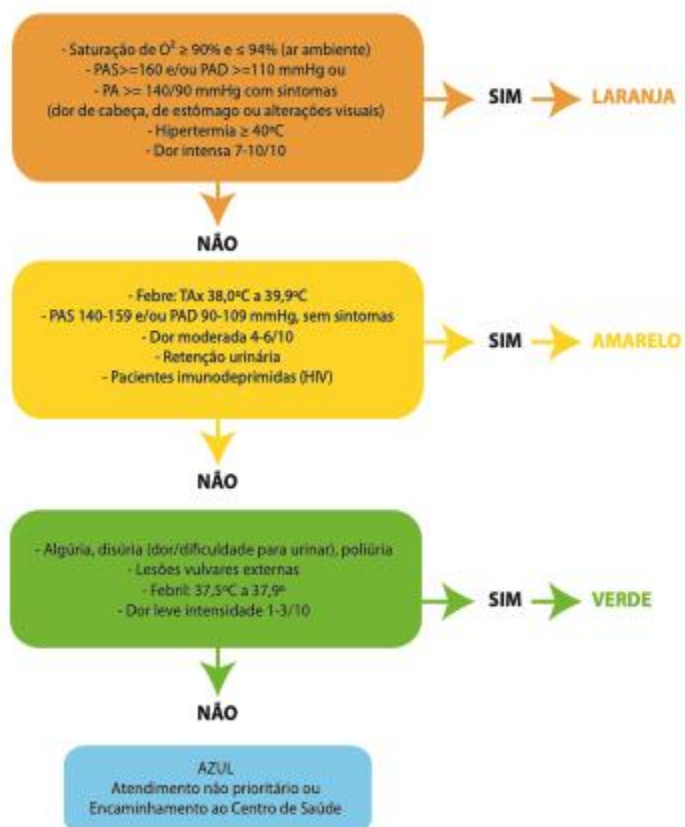 - Saturação de O² ≥ 90% e ≤ 94% (ar ambiente)
- PAS>=160 e/ou PAD >=110 mmHg ou
- PA >= 140/90 mmHg com sintomas
(dor de cabeça, de estômago ou alterações visuais)
- Hipertermia ≥ 40ºC
- Dor intensa 7-10/10
SIM
LARANJA
NÃO
- Febre: TAx 38,0ºC a 39,9ºC
- PAS 140-159 e/ou PAD 90-109 mmHg, sem sintomas
- Dor moderada 4-6/10
- Retenção urinária
- Pacientes imunodeprimidas (HIV)
SIM
AMARELO
NÃO
- Algúria, disúria (dor/dificuldade para urinar), poliúria
- Lesões vulvares externas
- Febril: 37,5ºC a 37,9º
- Dor leve intensidade 1-3/10
SIM
VERDE
NÃO
AZUL
Atendimento não prioritário ou
Encaminhamento ao Centro de Saúde